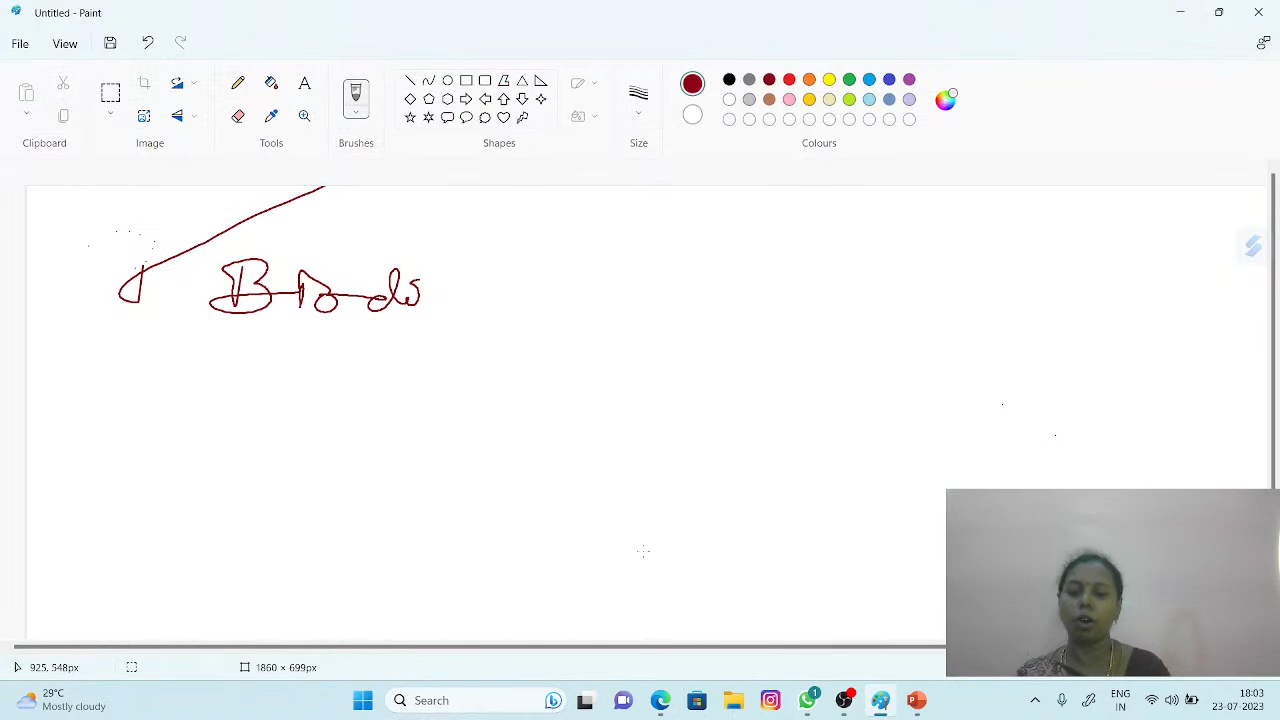 Untitled - Paint
File View
Clipboard Image Tools Brushes Shapes Size Colours
925, 548px 1860 × 699px
29°C
Mostly cloudy
Search
1
ENG
IN
18:03
23-07-2023